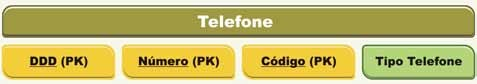 Telefone
DDD (PK) Número (PK) Código (PK) Tipo Telefone